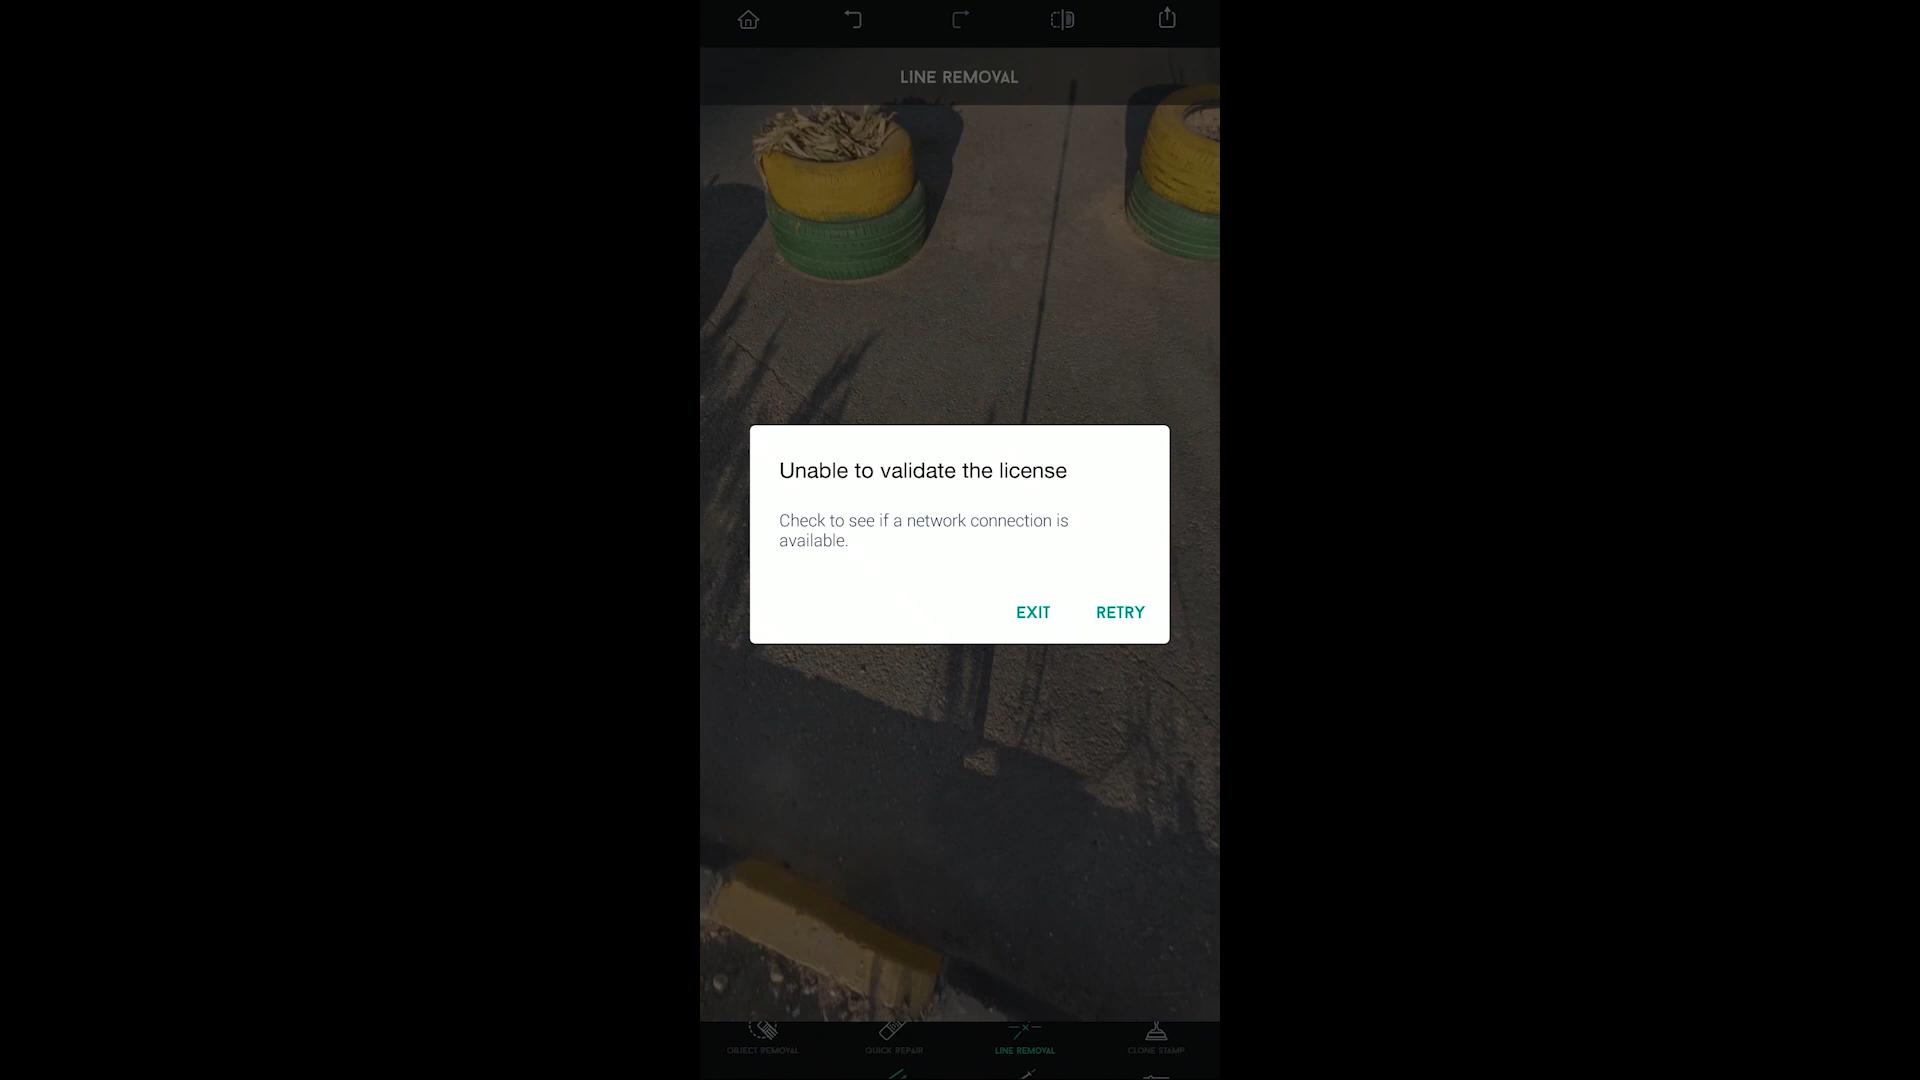 LINE REMOVAL
Unable to validate the license
Check to see if a network connection is
available.
EXIT RETRY
OBJECT REMOVAL QUICK REPAIR LINE REMOVAL CLONE STAMP